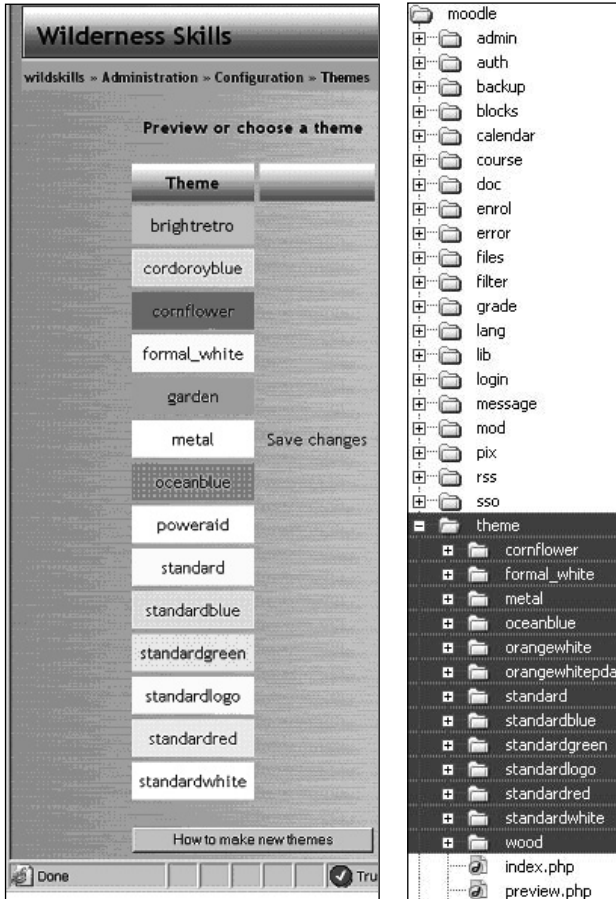 Wilderness Skills
wildskills » Administration » Configuration » Themes
Preview or choose a theme
Theme
brightretro
cordoroyblue
cornflower
formal_white
garden
metal
Save changes
oceanblue
poweraid
standard
standardblue
standardgreen
standardlogo
standardred
standardwhite
How to make new themes
Done
Tru
moodle
admin
auth
backup
blocks
calendar
course
doc
enrol
error
files
filter
grade
lang
lib
login
message
mod
pix
rss
sso
theme
cornflower
formal_white
metal
oceanblue
orangewhite
orangewhitepda
standard
standardblue
standardgreen
standardlogo
standardred
standardwhite
wood
index.php
preview.php